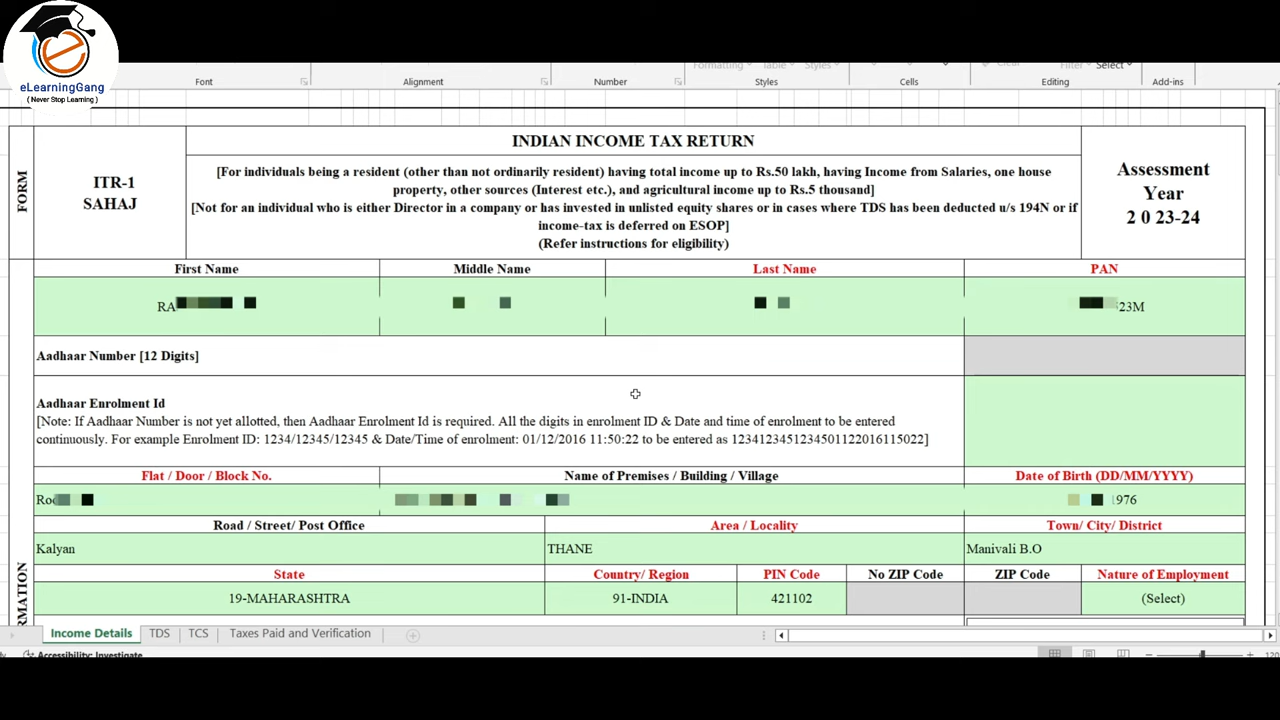 eLearningGang
( Never Stop Learning )
Formatting Table Styles Clear Filter Select
Font Alignment Number Styles Cells Editing Add-ins
FORM
ITR-1
SAHAJ
INDIAN INCOME TAX RETURN
[For individuals being a resident (other than not ordinarily resident) having total income up to Rs.50 lakh, having Income from Salaries, one house
property, other sources (Interest etc.), and agricultural income up to Rs.5 thousand]
[Not for an individual who is either Director in a company or has invested in unlisted equity shares or in cases where TDS has been deducted u/s 194N or if
income-tax is deferred on ESOP]
(Refer instructions for eligibility)
Assessment
Year
2 0 23-24
First Name Middle Name Last Name PAN
RA 23M
Aadhaar Number [12 Digits]
Aadhaar Enrolment Id
[Note: If Aadhaar Number is not yet allotted, then Aadhaar Enrolment Id is required. All the digits in enrolment ID & Date and time of enrolment to be entered
continuously. For example Enrolment ID: 1234/12345/12345 & Date/Time of enrolment: 01/12/2016 11:50:22 to be entered as 1234123451234501122016115022]
Flat / Door / Block No. Name of Premises / Building / Village Date of Birth (DD/MM/YYYY)
1976
Road / Street/ Post Office Area / Locality Town/ City/ District
Kalyan THANE Manivali B.O
State Country/ Region PIN Code No ZIP Code ZIP Code Nature of Employment
19-MAHARASHTRA 91-INDIA 421102 (Select)
Income Details TDS TCS Taxes Paid and Verification
Accessibility: Investigate